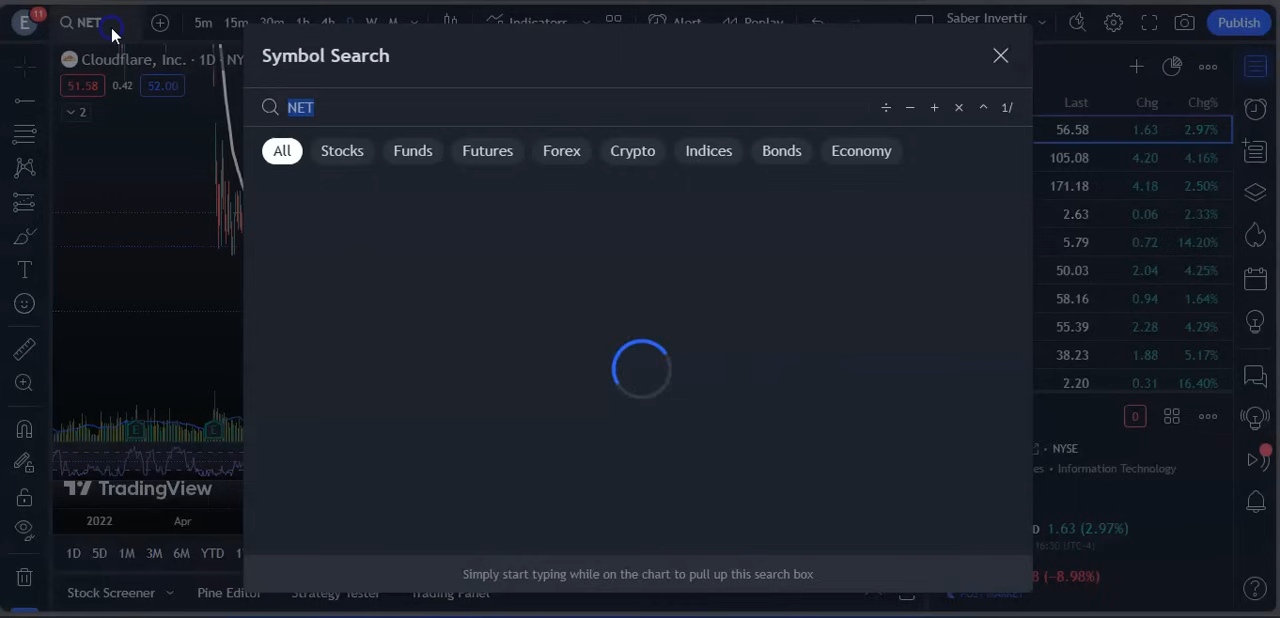 E
11
NET
5m 15m 30m 1h 4h D W M
Indicators
Alert
Replay
Saber Invertir
Publish
Symbol Search
Cloudflare, Inc. · 1D · NY
51.58 0.42 52.00
2
NET
÷ − + × ^ 1/
All Stocks Funds Futures Forex Crypto Indices Bonds Economy
Last Chg Chg%
56.58 1.63 2.97%
105.08 4.20 4.16%
171.18 4.18 2.50%
2.63 0.06 2.33%
5.79 0.72 14.20%
50.03 2.04 4.25%
58.16 0.94 1.64%
55.39 2.28 4.29%
38.23 1.88 5.17%
2.20 0.31 16.40%
E E
TradingView
2022 Apr
D
· NYSE
es • Information Technology
D 1.63 (2.97%)
8 (−8.98%)
POST-MARKET
1D 5D 1M 3M 6M YTD 1
Simply start typing while on the chart to pull up this search box
Stock Screener Pine Editor Strategy Tester Trading Panel